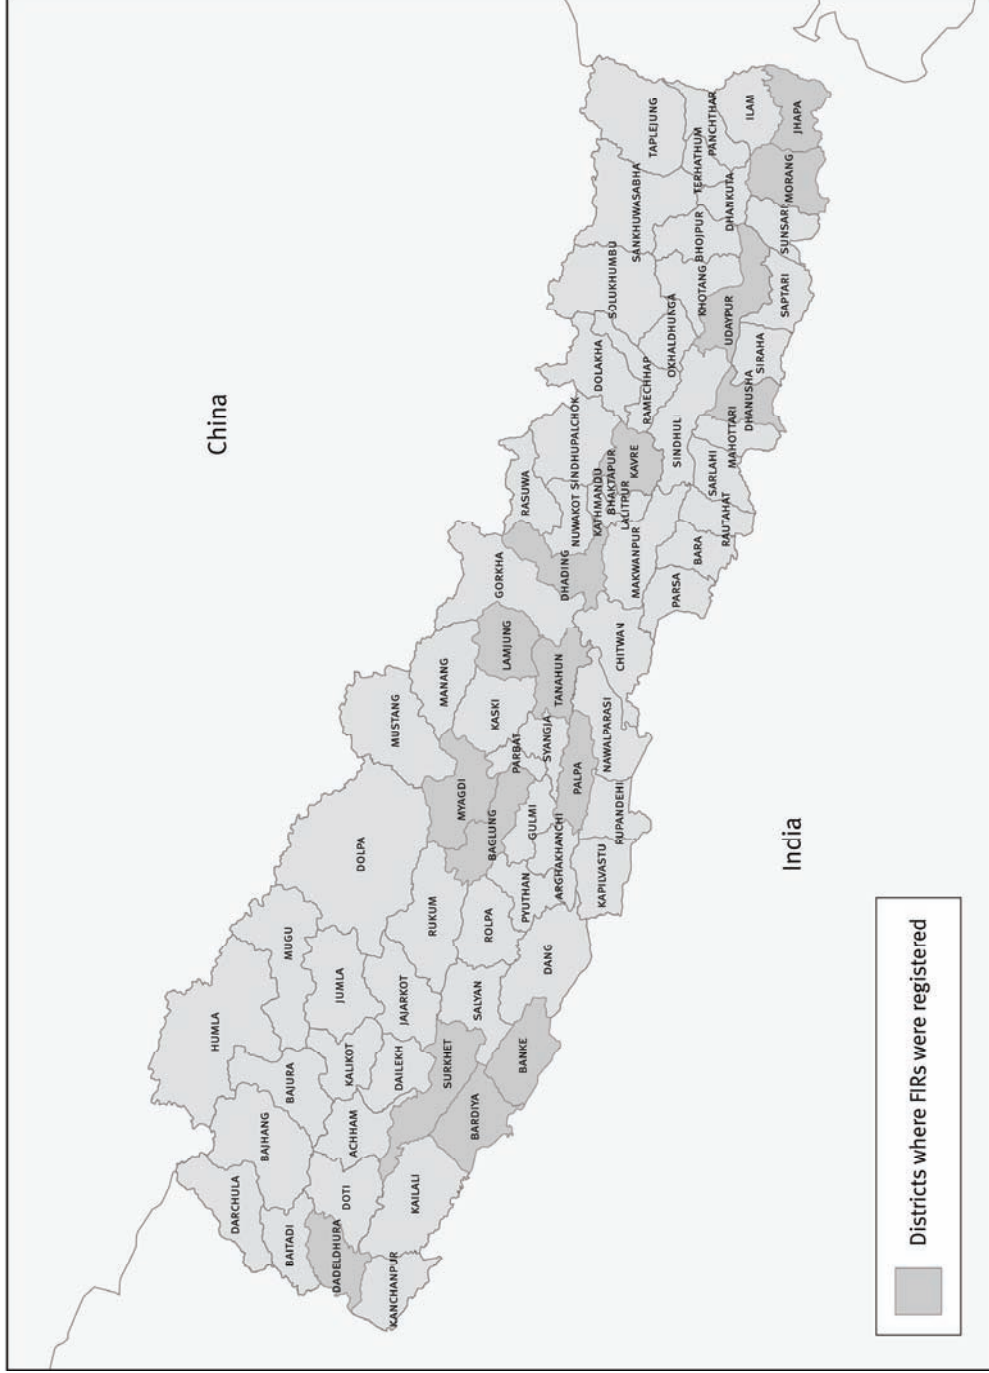 China
India
DARCHULA
BAITADI
DADELDHURA
KANCHANPUR
BAJHANG
DOTI
KAILALI
HUMLA
BAJURA
ACHHAM
MUGU
KALIKOT
DAILEKH
SURKHET
BARDIYA
BANKE
JUMLA
JAJARKOT
SALYAN
DANG
DOLPA
RUKUM
ROLPA
PYUTHAN
MUSTANG
MYAGDI
BAGLUNG
GULMI
ARGHAKHANCHI
KAPILVASTU
RUPANDEHI
PALPA
NAWALPARASI
PARBAT
SYANGJA
KASKI
MANANG
LAMJUNG
TANAHUN
CHITWAN
GORKHA
DHADING
MAKWANPUR
PARSA
BARA
RAUTAHAT
SARLAHI
MAHOTTARI
DHANUSHA
RASUWA
NUWAKOT
SINDHUPALCHOK
KATHMANDU
BHAKTAPUR
LALITPUR
KAVRE
SINDHUL
DOLAKHA
RAMECHHAP
OKHALDHUNGA
SIRAHA
SOLUKHUMBU
KHOTANG
UDAYPUR
SAPTARI
SANKHUWASABHA
BHOJPUR
DHANKUTA
SUNSARI
TERHATHUM
MORANG
TAPLEJUNG
PANCHTHAR
ILAM
JHAPA
Districts where FIRs were registered